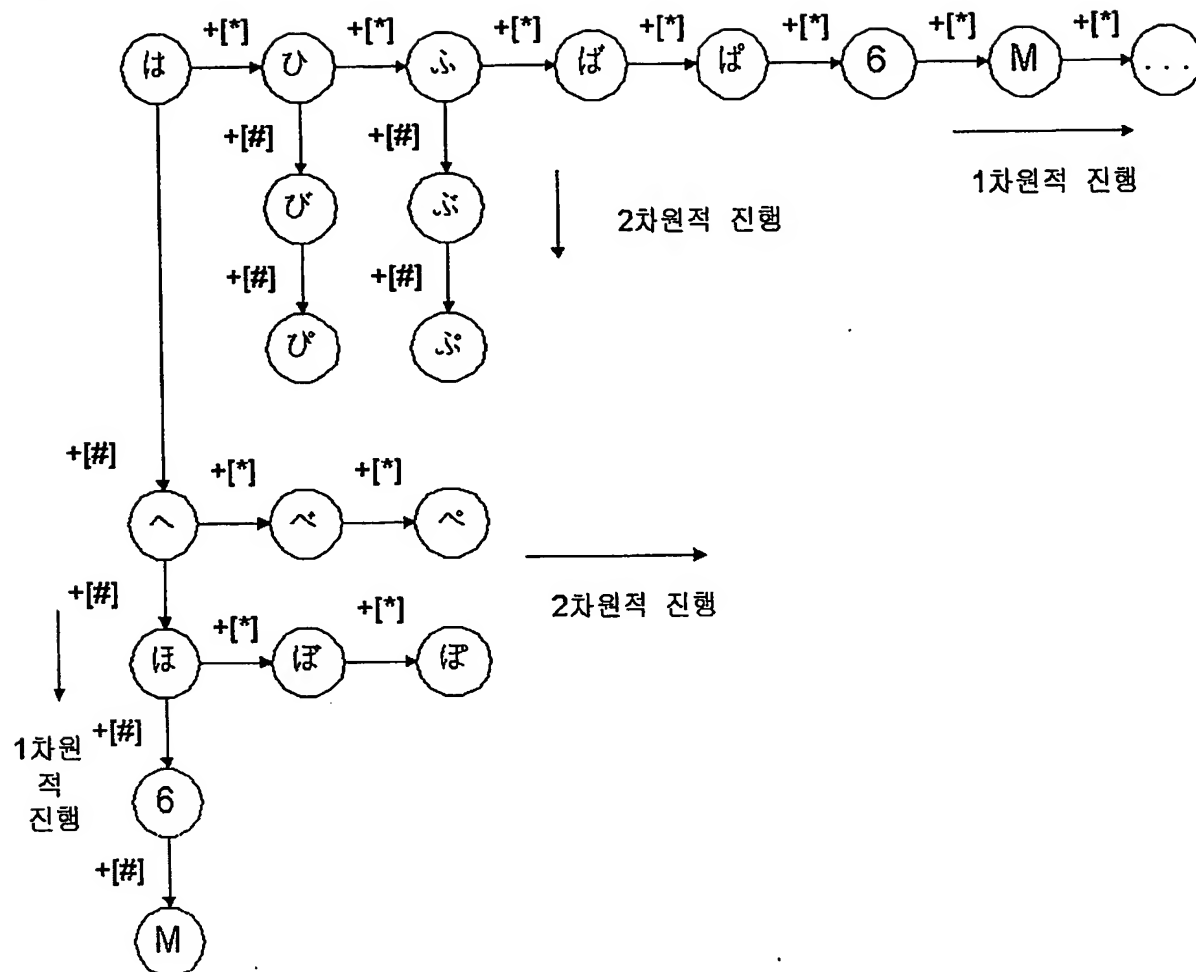 +[*] +[*] +[*] +[*] +[*] +[*] +[*]
は ひ ふ ば ぱ 6 M ...
+[#] +[#]
1차원적 진행
び ぶ
2차원적 진행
+[#] +[#]
ぴ ぷ
+[#] +[*] +[*]
へ べ ぺ
+[#]
2차원적 진행
+[*] +[*]
ほ ぼ ぽ
+[#]
1차원
적
진행
6
+[#]
M